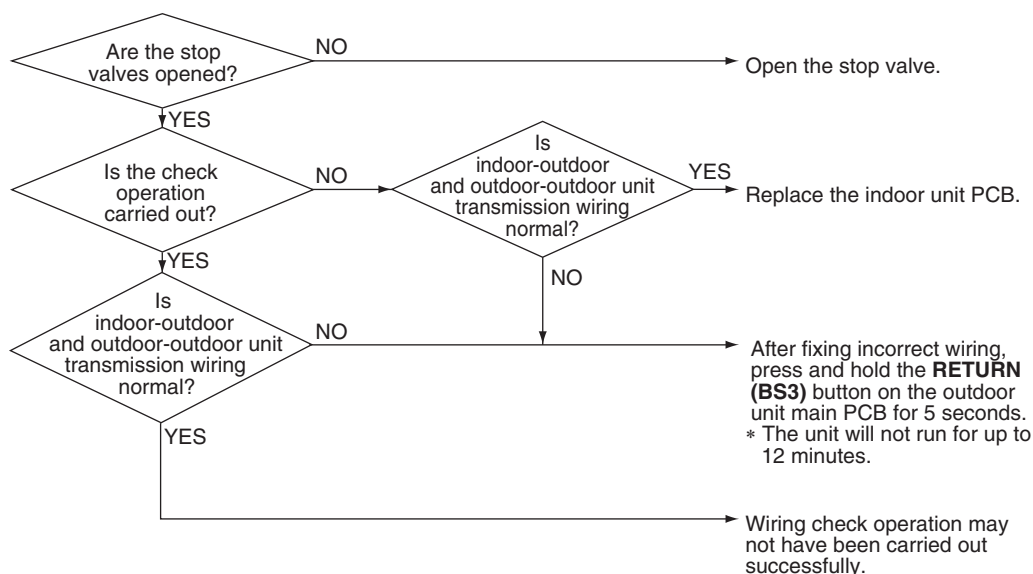 Are the stop
valves opened?
NO
Open the stop valve.
YES
Is the check
operation
carried out?
NO
Is
indoor-outdoor
and outdoor-outdoor unit
transmission wiring
normal?
YES
Replace the indoor unit PCB.
YES
NO
Is
indoor-outdoor
and outdoor-outdoor unit
transmission wiring
normal?
NO
After fixing incorrect wiring,
press and hold the RETURN
(BS3) button on the outdoor
unit main PCB for 5 seconds.
* The unit will not run for up to
12 minutes.
YES
Wiring check operation may
not have been carried out
successfully.